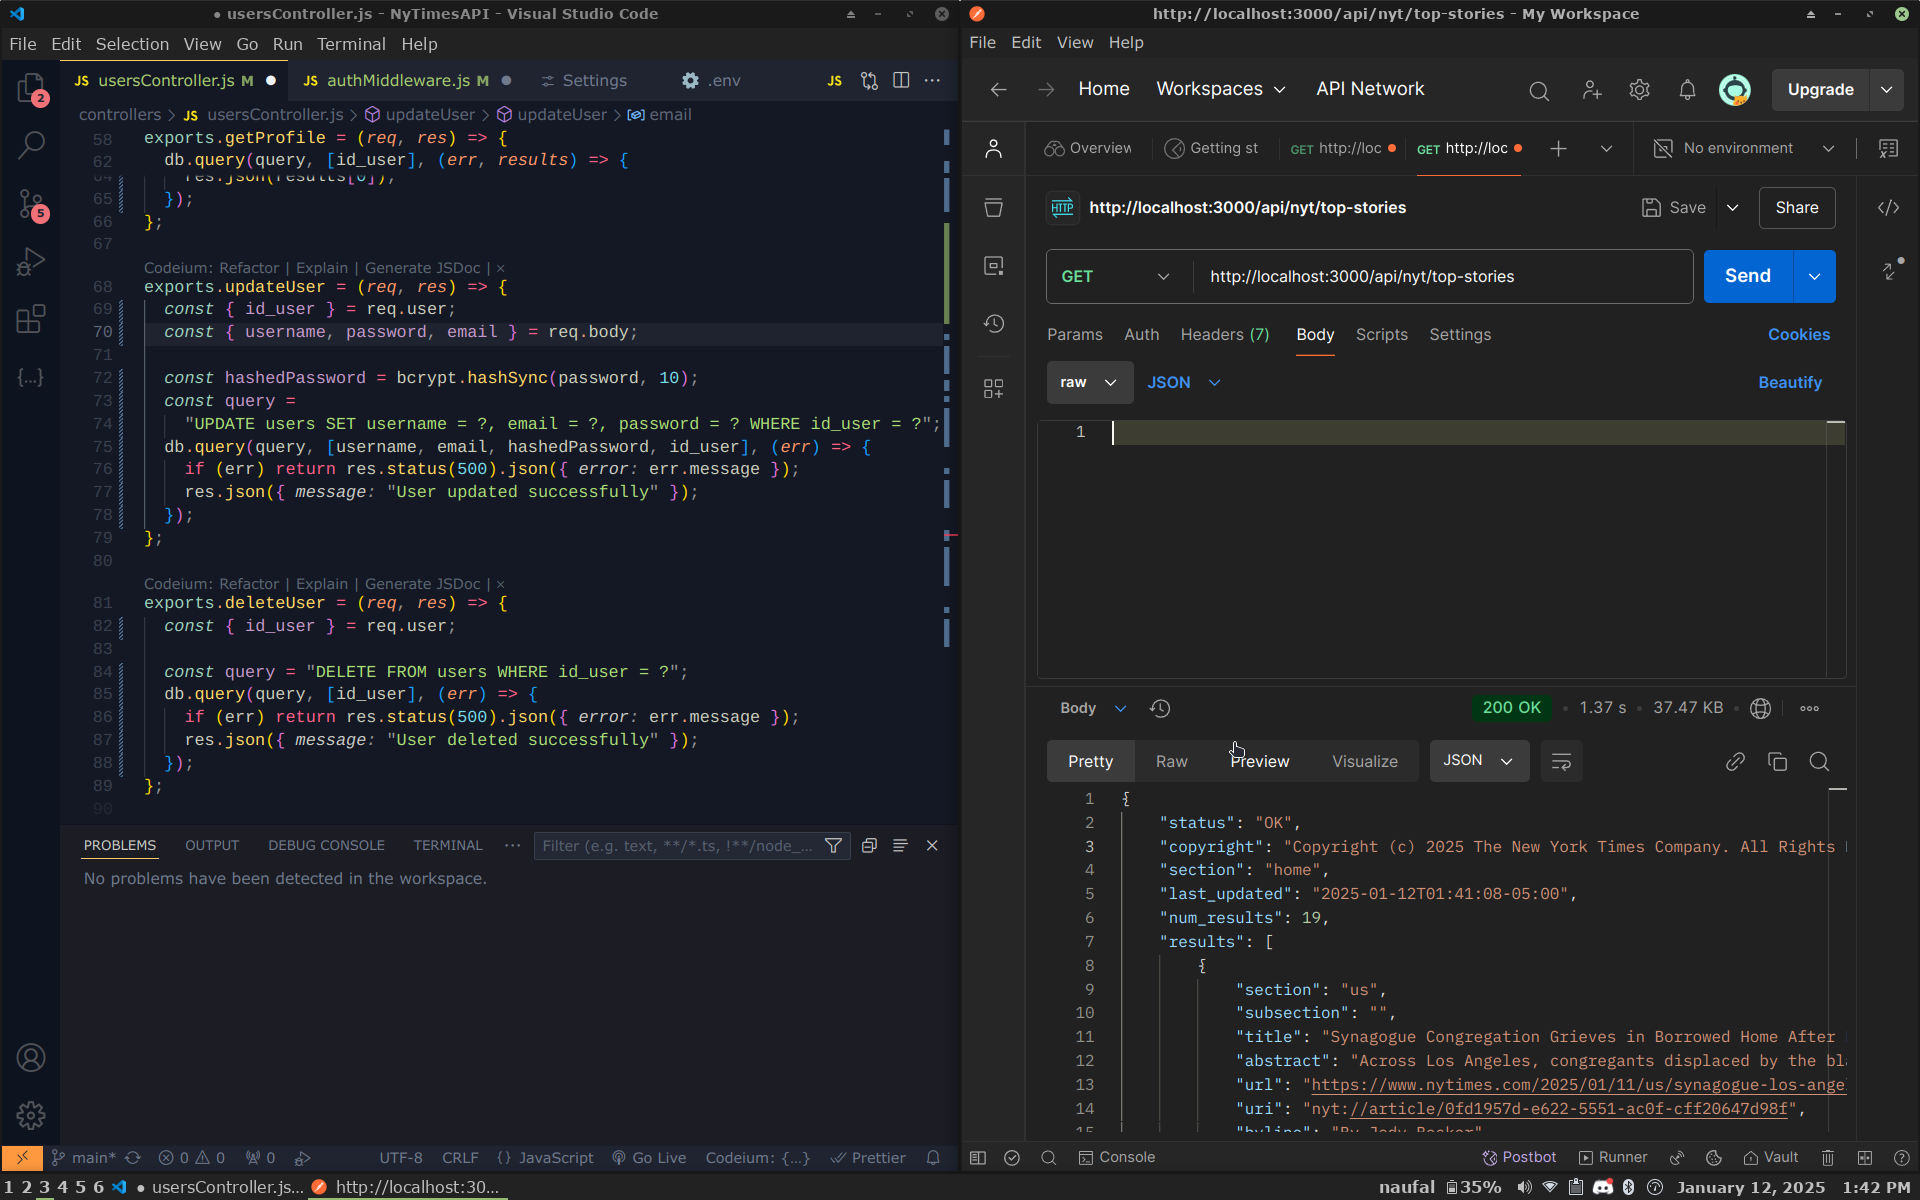 ● usersController.js - NyTimesAPI - Visual Studio Code
File Edit Selection View Go Run Terminal Help
2
5
JS usersController.js M ●
JS authMiddleware.js M ●
Settings
.env
JS
controllers > JS usersController.js > updateUser > updateUser > email
58 exports.getProfile = (req, res) => {
62 db.query(query, [id_user], (err, results) => {
64 res.json(results[0]);
65 });
66 };
67
Codeium: Refactor | Explain | Generate JSDoc | ×
68 exports.updateUser = (req, res) => {
69 const { id_user } = req.user;
70 const { username, password, email } = req.body;
71
72 const hashedPassword = bcrypt.hashSync(password, 10);
73 const query =
74 "UPDATE users SET username = ?, email = ?, password = ? WHERE id_user = ?";
75 db.query(query, [username, email, hashedPassword, id_user], (err) => {
76 if (err) return res.status(500).json({ error: err.message });
77 res.json({ message: "User updated successfully" });
78 });
79 };
80
Codeium: Refactor | Explain | Generate JSDoc | ×
81 exports.deleteUser = (req, res) => {
82 const { id_user } = req.user;
83
84 const query = "DELETE FROM users WHERE id_user = ?";
85 db.query(query, [id_user], (err) => {
86 if (err) return res.status(500).json({ error: err.message });
87 res.json({ message: "User deleted successfully" });
88 });
89 };
90
PROBLEMS OUTPUT DEBUG CONSOLE TERMINAL ··· Filter (e.g. text, **/*.ts, !**/node_...
No problems have been detected in the workspace.
main* 0 0 0 UTF-8 CRLF {} JavaScript Go Live Codeium: {...} Prettier
http://localhost:3000/api/nyt/top-stories - My Workspace
File Edit View Help
Home Workspaces API Network Upgrade
Overview Getting st GET http://loc GET http://loc No environment
HTTP http://localhost:3000/api/nyt/top-stories Save Share
GET http://localhost:3000/api/nyt/top-stories Send
Params Auth Headers (7) Body Scripts Settings Cookies
raw JSON Beautify
1
Body 200 OK • 1.37 s • 37.47 KB
Pretty Raw Preview Visualize JSON
1 {
2 "status": "OK",
3 "copyright": "Copyright (c) 2025 The New York Times Company. All Rights
4 "section": "home",
5 "last_updated": "2025-01-12T01:41:08-05:00",
6 "num_results": 19,
7 "results": [
8 {
9 "section": "us",
10 "subsection": "",
11 "title": "Synagogue Congregation Grieves in Borrowed Home After
12 "abstract": "Across Los Angeles, congregants displaced by the bl
13 "url": "https://www.nytimes.com/2025/01/11/us/synagogue-los-ange
14 "uri": "nyt://article/0fd1957d-e622-5551-ac0f-cff20647d98f",
15 "byline": "By
Console Postbot Runner Vault
1 2 3 4 5 6 ● usersController.js... http://localhost:30... naufal 35% January 12, 2025 1:42 PM